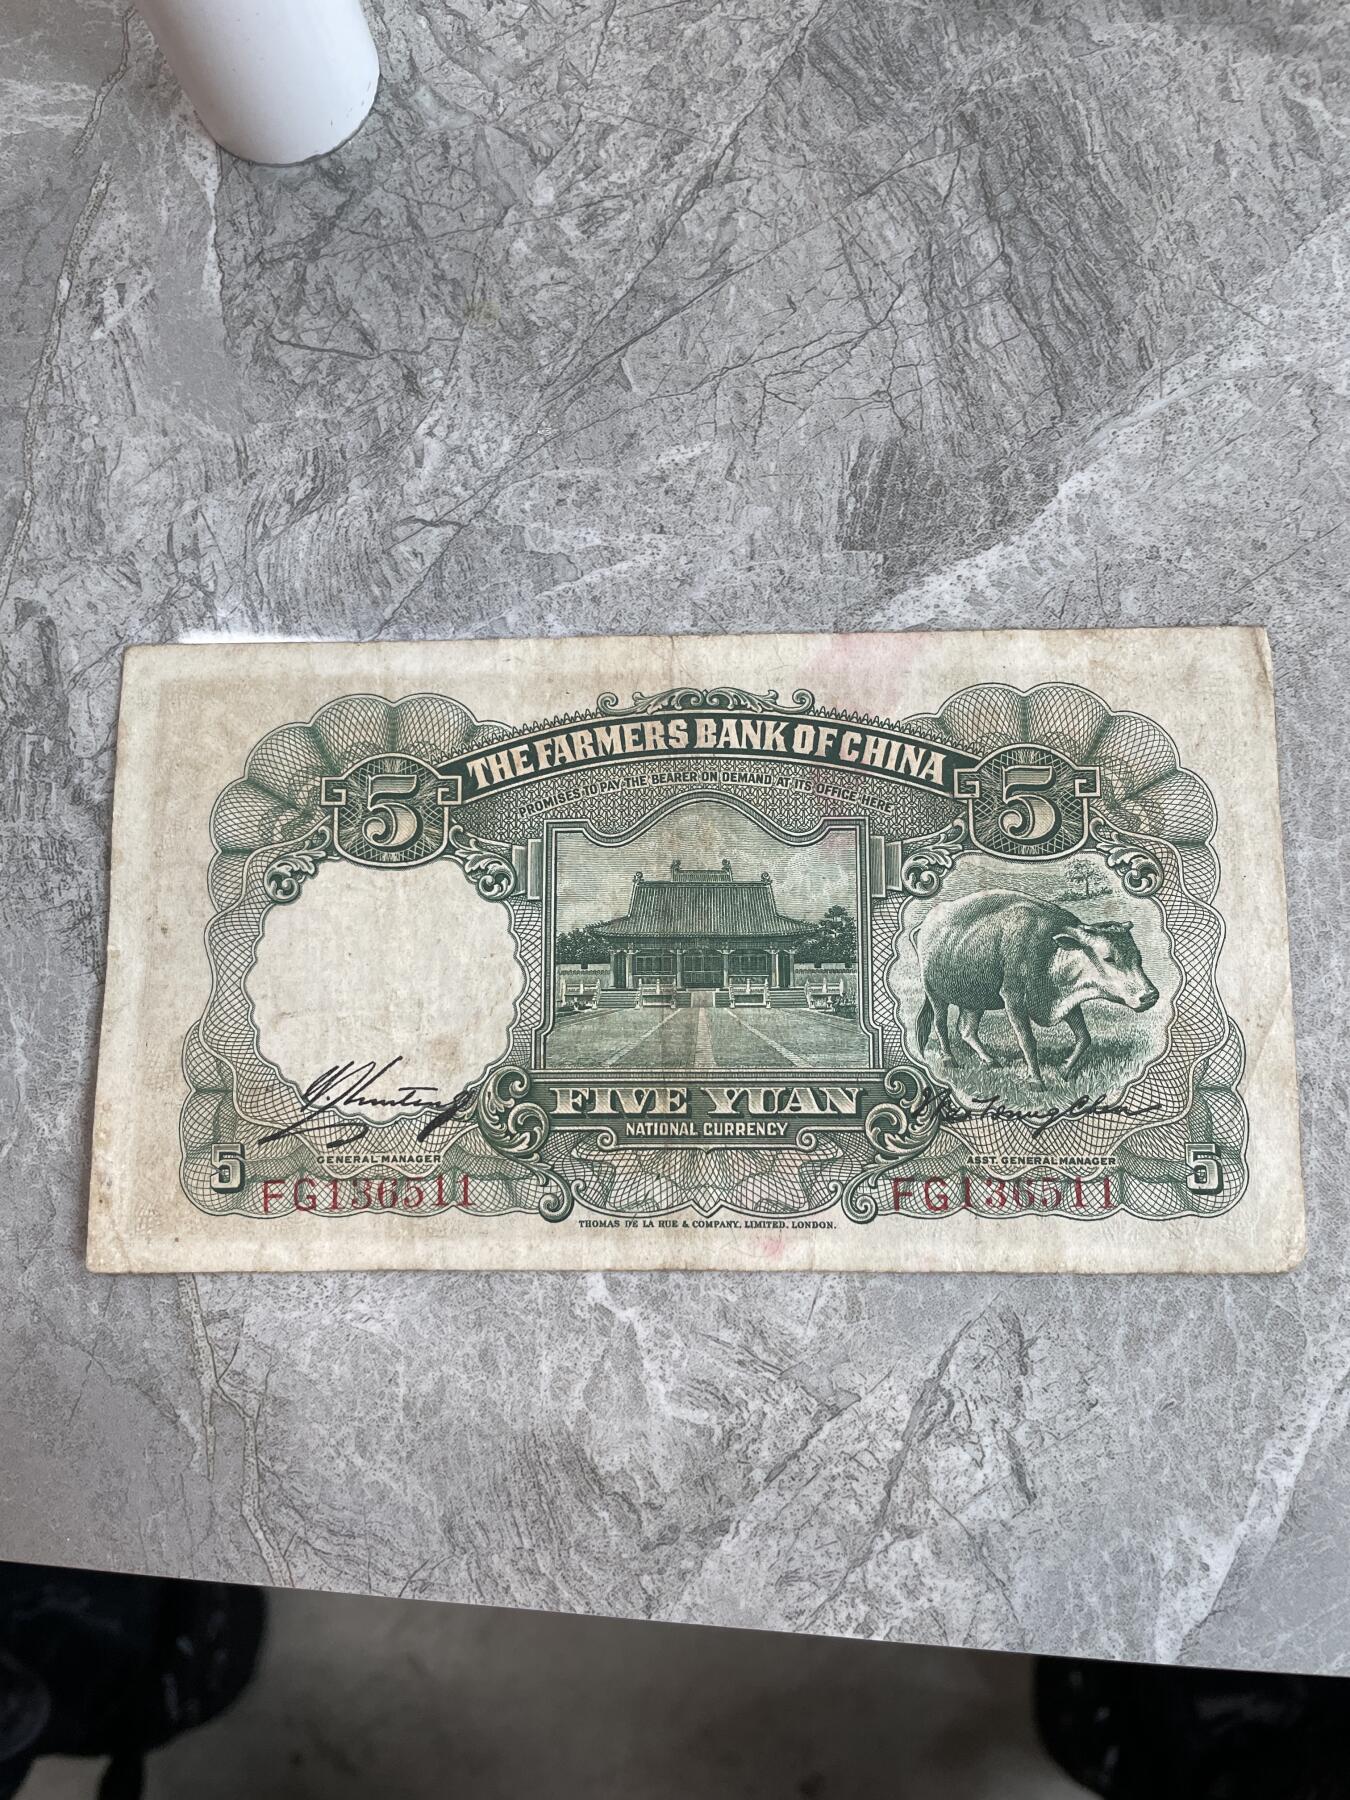 THE FARMERS BANK OF CHINA
PROMISES TO PAY THE BEARER ON DEMAND AT ITS OFFICE HERE
5 5
FIVE YUAN
NATIONAL CURRENCY
GENERAL MANAGER ASST. GENERAL MANAGER
5 5
FG136511 FG136511
THOMAS DE LA RUE & COMPANY, LIMITED, LONDON.